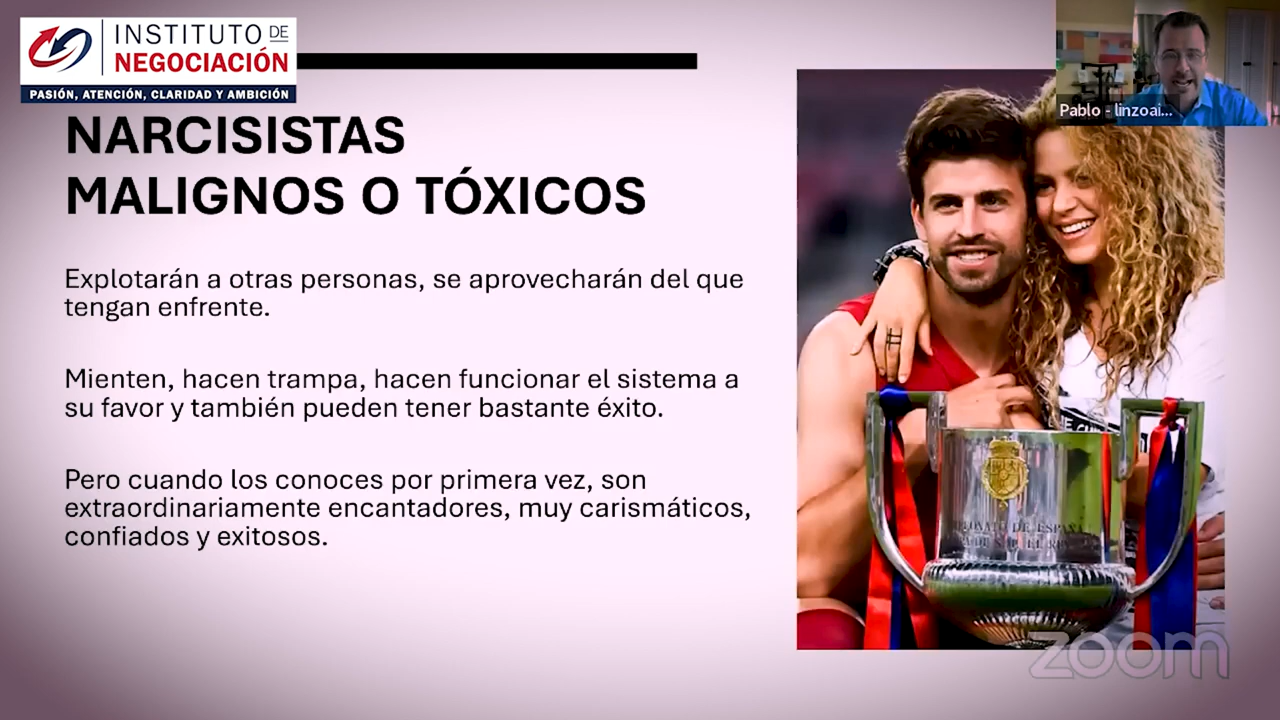 INSTITUTO DE
NEGOCIACIÓN
PASIÓN, ATENCIÓN, CLARIDAD Y AMBICIÓN
Pablo - linzoai...
NARCISISTAS
MALIGNOS O TÓXICOS
Explotarán a otras personas, se aprovecharán del que
tengan enfrente.
Mienten, hacen trampa, hacen funcionar el sistema a
su favor y también pueden tener bastante éxito.
Pero cuando los conoces por primera vez, son
extraordinariamente encantadores, muy carismáticos,
confiados y exitosos.
DE ESPAÑA
zoom